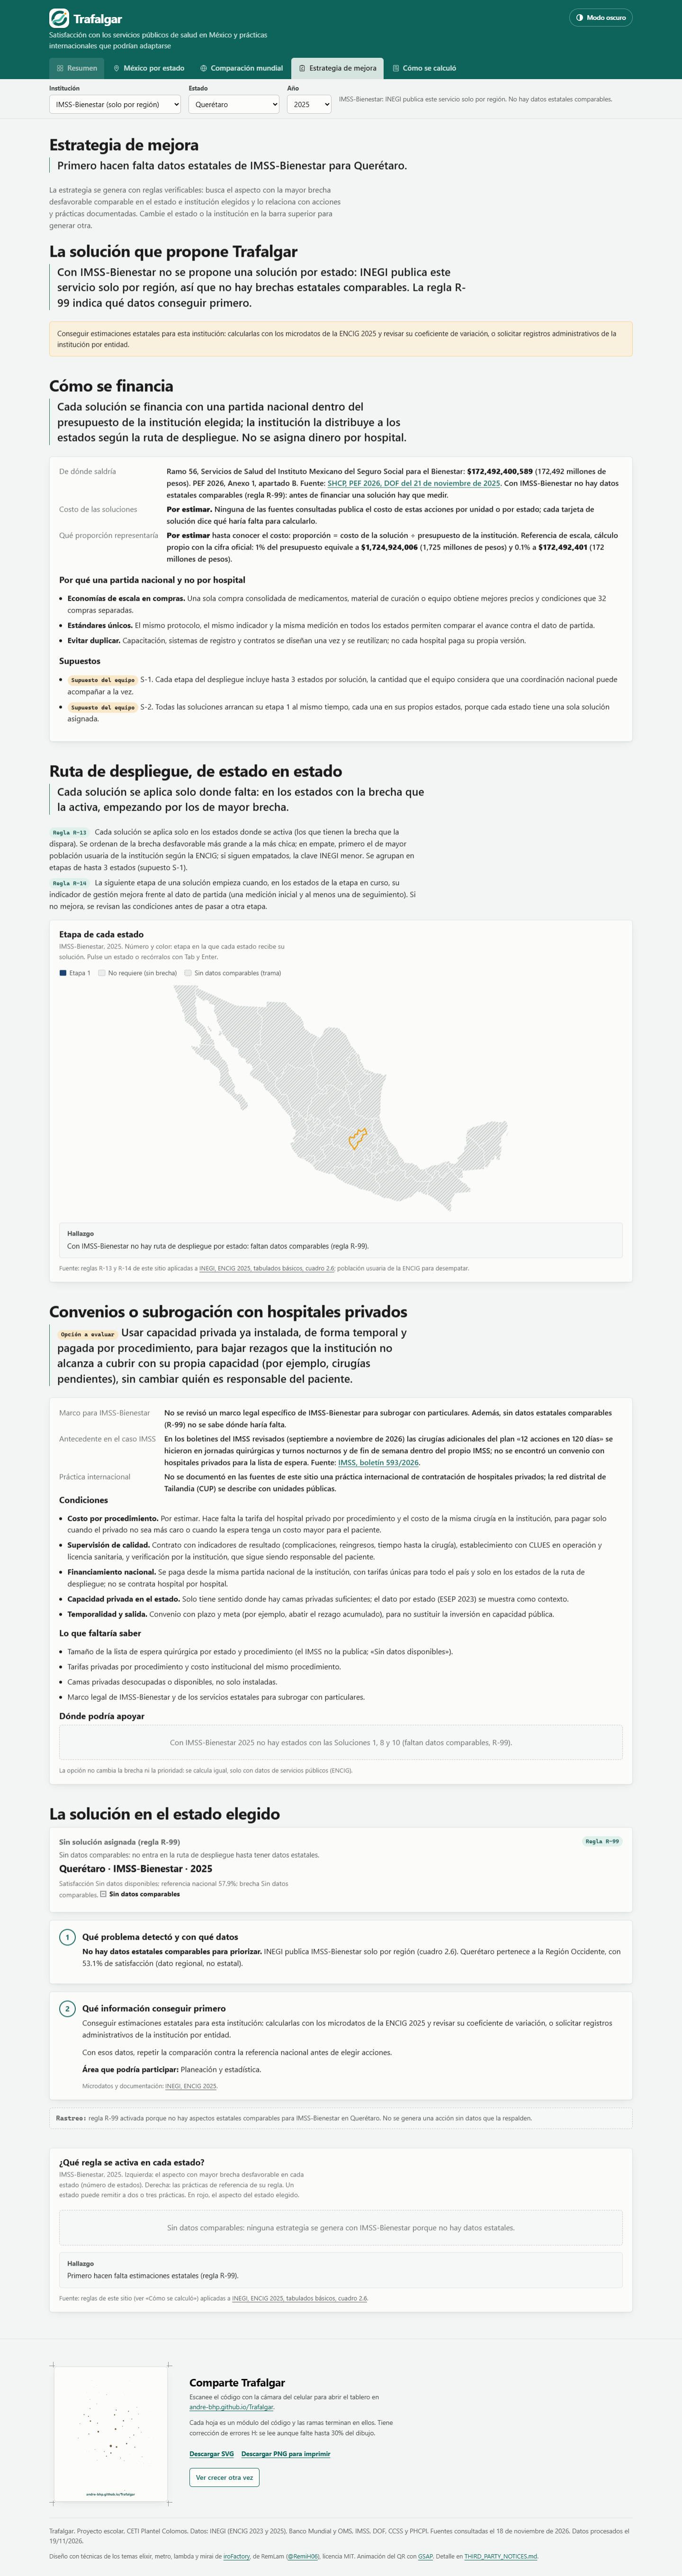 Trafalgar
Satisfacción con los servicios públicos de salud en México y prácticas
internacionales que podrían adaptarse
Modo oscuro
Resumen
México por estado
Comparación mundial
Estrategia de mejora
Cómo se calculó
Institución
Estado
Año
IMSS-Bienestar (solo por región)
Querétaro
2025
IMSS-Bienestar: INEGI publica este servicio solo por región. No hay datos estatales comparables.
Estrategia de mejora
Primero hacen falta datos estatales de IMSS-Bienestar para Querétaro.
La estrategia se genera con reglas verificables: busca el aspecto con la mayor brecha
desfavorable comparable en el estado e institución elegidos y lo relaciona con acciones
y prácticas documentadas. Cambie el estado o la institución en la barra superior para
generar otra.
La solución que propone Trafalgar
Con IMSS-Bienestar no se propone una solución por estado: INEGI publica este
servicio solo por región, así que no hay brechas estatales comparables. La regla R-
99 indica qué datos conseguir primero.
Conseguir estimaciones estatales para esta institución: calcularlas con los microdatos de la ENCIG 2025 y revisar su coeficiente de variación, o solicitar registros administrativos de la
institución por entidad.
Cómo se financia
Cada solución se financia con una partida nacional dentro del
presupuesto de la institución elegida; la institución la distribuye a los
estados según la ruta de despliegue. No se asigna dinero por hospital.
De dónde saldría
Ramo 56, Servicios de Salud del Instituto Mexicano del Seguro Social para el Bienestar: $172,492,400,589 (172,492 millones de
pesos). PEF 2026, Anexo 1, apartado B. Fuente: SHCP, PEF 2026, DOF del 21 de noviembre de 2025. Con IMSS-Bienestar no hay datos
estatales comparables (regla R-99): antes de financiar una solución hay que medir.
Costo de las soluciones
Por estimar. Ninguna de las fuentes consultadas publica el costo de estas acciones por unidad o por estado; cada tarjeta de
solución dice qué haría falta para calcularlo.
Qué proporción representaría
Por estimar hasta conocer el costo: proporción = costo de la solución ÷ presupuesto de la institución. Referencia de escala, cálculo
propio con la cifra oficial: 1% del presupuesto equivale a $1,724,924,006 (1,725 millones de pesos) y 0.1% a $172,492,401 (172
millones de pesos).
Por qué una partida nacional y no por hospital
Economías de escala en compras. Una sola compra consolidada de medicamentos, material de curación o equipo obtiene mejores precios y condiciones que 32
compras separadas.
Estándares únicos. El mismo protocolo, el mismo indicador y la misma medición en todos los estados permiten comparar el avance contra el dato de partida.
Evitar duplicar. Capacitación, sistemas de registro y contratos se diseñan una vez y se reutilizan; no cada hospital paga su propia versión.
Supuestos
Supuesto del equipo S-1. Cada etapa del despliegue incluye hasta 3 estados por solución, la cantidad que el equipo considera que una coordinación nacional puede
acompañar a la vez.
Supuesto del equipo S-2. Todas las soluciones arrancan su etapa 1 al mismo tiempo, cada una en sus propios estados, porque cada estado tiene una sola solución
asignada.
Ruta de despliegue, de estado en estado
Cada solución se aplica solo donde falta: en los estados con la brecha que
la activa, empezando por los de mayor brecha.
Regla R-13 Cada solución se aplica solo en los estados donde se activa (los que tienen la brecha que la
dispara). Se ordenan de la brecha desfavorable más grande a la más chica; en empate, primero el de mayor
población usuaria de la institución según la ENCIG; si siguen empatados, la clave INEGI menor. Se agrupan en
etapas de hasta 3 estados (supuesto S-1).
Regla R-14 La siguiente etapa de una solución empieza cuando, en los estados de la etapa en curso, su
indicador de gestión mejora frente al dato de partida (una medición inicial y al menos una de seguimiento). Si
no mejora, se revisan las condiciones antes de pasar a otra etapa.
Etapa de cada estado
IMSS-Bienestar, 2025. Número y color: etapa en la que cada estado recibe su
solución. Pulse un estado o recórralos con Tab y Enter.
Etapa 1
No requiere (sin brecha)
Sin datos comparables (trama)
Hallazgo
Con IMSS-Bienestar no hay ruta de despliegue por estado: faltan datos comparables (regla R-99).
Fuente: reglas R-13 y R-14 de este sitio aplicadas a INEGI, ENCIG 2025, tabulados básicos, cuadro 2.6; población usuaria de la ENCIG para desempatar.
Convenios o subrogación con hospitales privados
Opción a evaluar Usar capacidad privada ya instalada, de forma temporal y
pagada por procedimiento, para bajar rezagos que la institución no
alcanza a cubrir con su propia capacidad (por ejemplo, cirugías
pendientes), sin cambiar quién es responsable del paciente.
Marco para IMSS-Bienestar
No se revisó un marco legal específico de IMSS-Bienestar para subrogar con particulares. Además, sin datos estatales comparables
(R-99) no se sabe dónde haría falta.
Antecedente en el caso IMSS
En los boletines del IMSS revisados (septiembre a noviembre de 2026) las cirugías adicionales del plan «12 acciones en 120 días» se
hicieron en jornadas quirúrgicas y turnos nocturnos y de fin de semana dentro del propio IMSS; no se encontró un convenio con
hospitales privados para la lista de espera. Fuente: IMSS, boletín 593/2026.
Práctica internacional
No se documentó en las fuentes de este sitio una práctica internacional de contratación de hospitales privados; la red distrital de
Tailandia (CUP) se describe con unidades públicas.
Condiciones
Costo por procedimiento. Por estimar. Hace falta la tarifa del hospital privado por procedimiento y el costo de la misma cirugía en la institución, para pagar solo
cuando el privado no sea más caro o cuando la espera tenga un costo mayor para el paciente.
Supervisión de calidad. Contrato con indicadores de resultado (complicaciones, reingresos, tiempo hasta la cirugía), establecimiento con CLUES en operación y
licencia sanitaria, y verificación por la institución, que sigue siendo responsable del paciente.
Financiamiento nacional. Se paga desde la misma partida nacional de la institución, con tarifas únicas para todo el país y solo en los estados de la ruta de
despliegue; no se contrata hospital por hospital.
Capacidad privada en el estado. Solo tiene sentido donde hay camas privadas suficientes; el dato por estado (ESEP 2023) se muestra como contexto.
Temporalidad y salida. Convenio con plazo y meta (por ejemplo, abatir el rezago acumulado), para no sustituir la inversión en capacidad pública.
Lo que faltaría saber
Tamaño de la lista de espera quirúrgica por estado y procedimiento (el IMSS no la publica; «Sin datos disponibles»).
Tarifas privadas por procedimiento y costo institucional del mismo procedimiento.
Camas privadas desocupadas o disponibles, no solo instaladas.
Marco legal de IMSS-Bienestar y de los servicios estatales para subrogar con particulares.
Dónde podría apoyar
Con IMSS-Bienestar 2025 no hay estados con las Soluciones 1, 8 y 10 (faltan datos comparables, R-99).
La opción no cambia la brecha ni la prioridad: se calcula igual, solo con datos de servicios públicos (ENCIG).
La solución en el estado elegido
Sin solución asignada (regla R-99)
Regla R-99
Sin datos comparables: no entra en la ruta de despliegue hasta tener datos estatales.
Querétaro · IMSS-Bienestar · 2025
Satisfacción Sin datos disponibles; referencia nacional 57.9%; brecha Sin datos
comparables. Sin datos comparables
1
Qué problema detectó y con qué datos
No hay datos estatales comparables para priorizar. INEGI publica IMSS-Bienestar solo por región (cuadro 2.6). Querétaro pertenece a la Región Occidente, con
53.1% de satisfacción (dato regional, no estatal).
2
Qué información conseguir primero
Conseguir estimaciones estatales para esta institución: calcularlas con los microdatos de la ENCIG 2025 y revisar su coeficiente de variación, o solicitar registros
administrativos de la institución por entidad.
Con esos datos, repetir la comparación contra la referencia nacional antes de elegir acciones.
Área que podría participar: Planeación y estadística.
Microdatos y documentación: INEGI, ENCIG 2025.
Rastreo: regla R-99 activada porque no hay aspectos estatales comparables para IMSS-Bienestar en Querétaro. No se genera una acción sin datos que la respalden.
¿Qué regla se activa en cada estado?
IMSS-Bienestar, 2025. Izquierda: el aspecto con mayor brecha desfavorable en cada
estado (número de estados). Derecha: las prácticas de referencia de su regla. Un
estado puede remitir a dos o tres prácticas. En rojo, el aspecto del estado elegido.
Sin datos comparables: ninguna estrategia se genera con IMSS-Bienestar porque no hay datos estatales.
Hallazgo
Primero hacen falta estimaciones estatales (regla R-99).
Fuente: reglas de este sitio (ver «Cómo se calculó») aplicadas a INEGI, ENCIG 2025, tabulados básicos, cuadro 2.6.
andre-bhp.github.io/Trafalgar
Comparte Trafalgar
Escanee el código con la cámara del celular para abrir el tablero en
andre-bhp.github.io/Trafalgar.
Cada hoja es un módulo del código y las ramas terminan en ellos. Tiene
corrección de errores H: se lee aunque falte hasta 30% del dibujo.
Descargar SVG
Descargar PNG para imprimir
Ver crecer otra vez
Trafalgar. Proyecto escolar. CETI Plantel Colomos. Datos: INEGI (ENCIG 2023 y 2025), Banco Mundial y OMS, IMSS, DOF, CCSS y PHCPI. Fuentes consultadas el 18 de noviembre de 2026. Datos procesados el
19/11/2026.
Diseño con técnicas de los temas elixir, metro, lambda y mirai de iroFactory, de RemLam (@RemiH06), licencia MIT. Animación del QR con GSAP. Detalle en THIRD_PARTY_NOTICES.md.